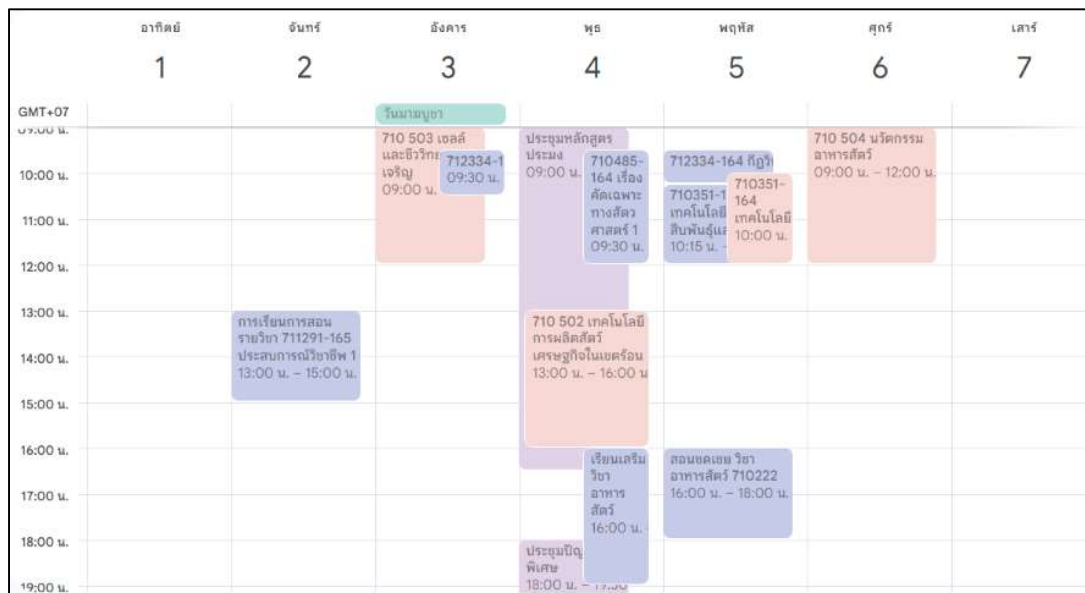 อาทิตย์
จันทร์
อังคาร
พุธ
พฤหัส
ศุกร์
เสาร์
1
2
3
4
5
6
7
GMT+07
วันมาฆบูชา
09:00 น.
10:00 น.
11:00 น.
12:00 น.
13:00 น.
14:00 น.
15:00 น.
16:00 น.
17:00 น.
18:00 น.
19:00 น.
การเรียนการสอน
รายวิชา 711291-165
ประสบการณ์วิชาชีพ 1
13:00 น. – 15:00 น.
710 503 เซลล์
และชีววิทย
เจริญ
09:00 น.
712334-1
09:30 น.
ประชุมหลักสูตร
ประมง
09:00 น.
710485-
164 เรื่อง
คัดเฉพาะ
ทางสัตว
ศาสตร์ 1
09:30 น.
710 502 เทคโนโลยี
การผลิตสัตว์
เศรษฐกิจในเขตร้อน
13:00 น. – 16:00 น
เรียนเสริม
วิชา
อาหาร
สัตว์
16:00 น.
ประชุมปัญ
พิเศษ
18:00 น. – 19:30
712334-164 กีฏวิ
710351-1
เทคโนโลยี
สืบพันธุ์แล
10:15 น. –
710351-
164
เทคโนโลยี
10:00 น.
สอนชดเชย วิชา
อาหารสัตว์ 710222
16:00 น. – 18:00 น.
710 504 นวัตกรรม
อาหารสัตว์
09:00 น. – 12:00 น.